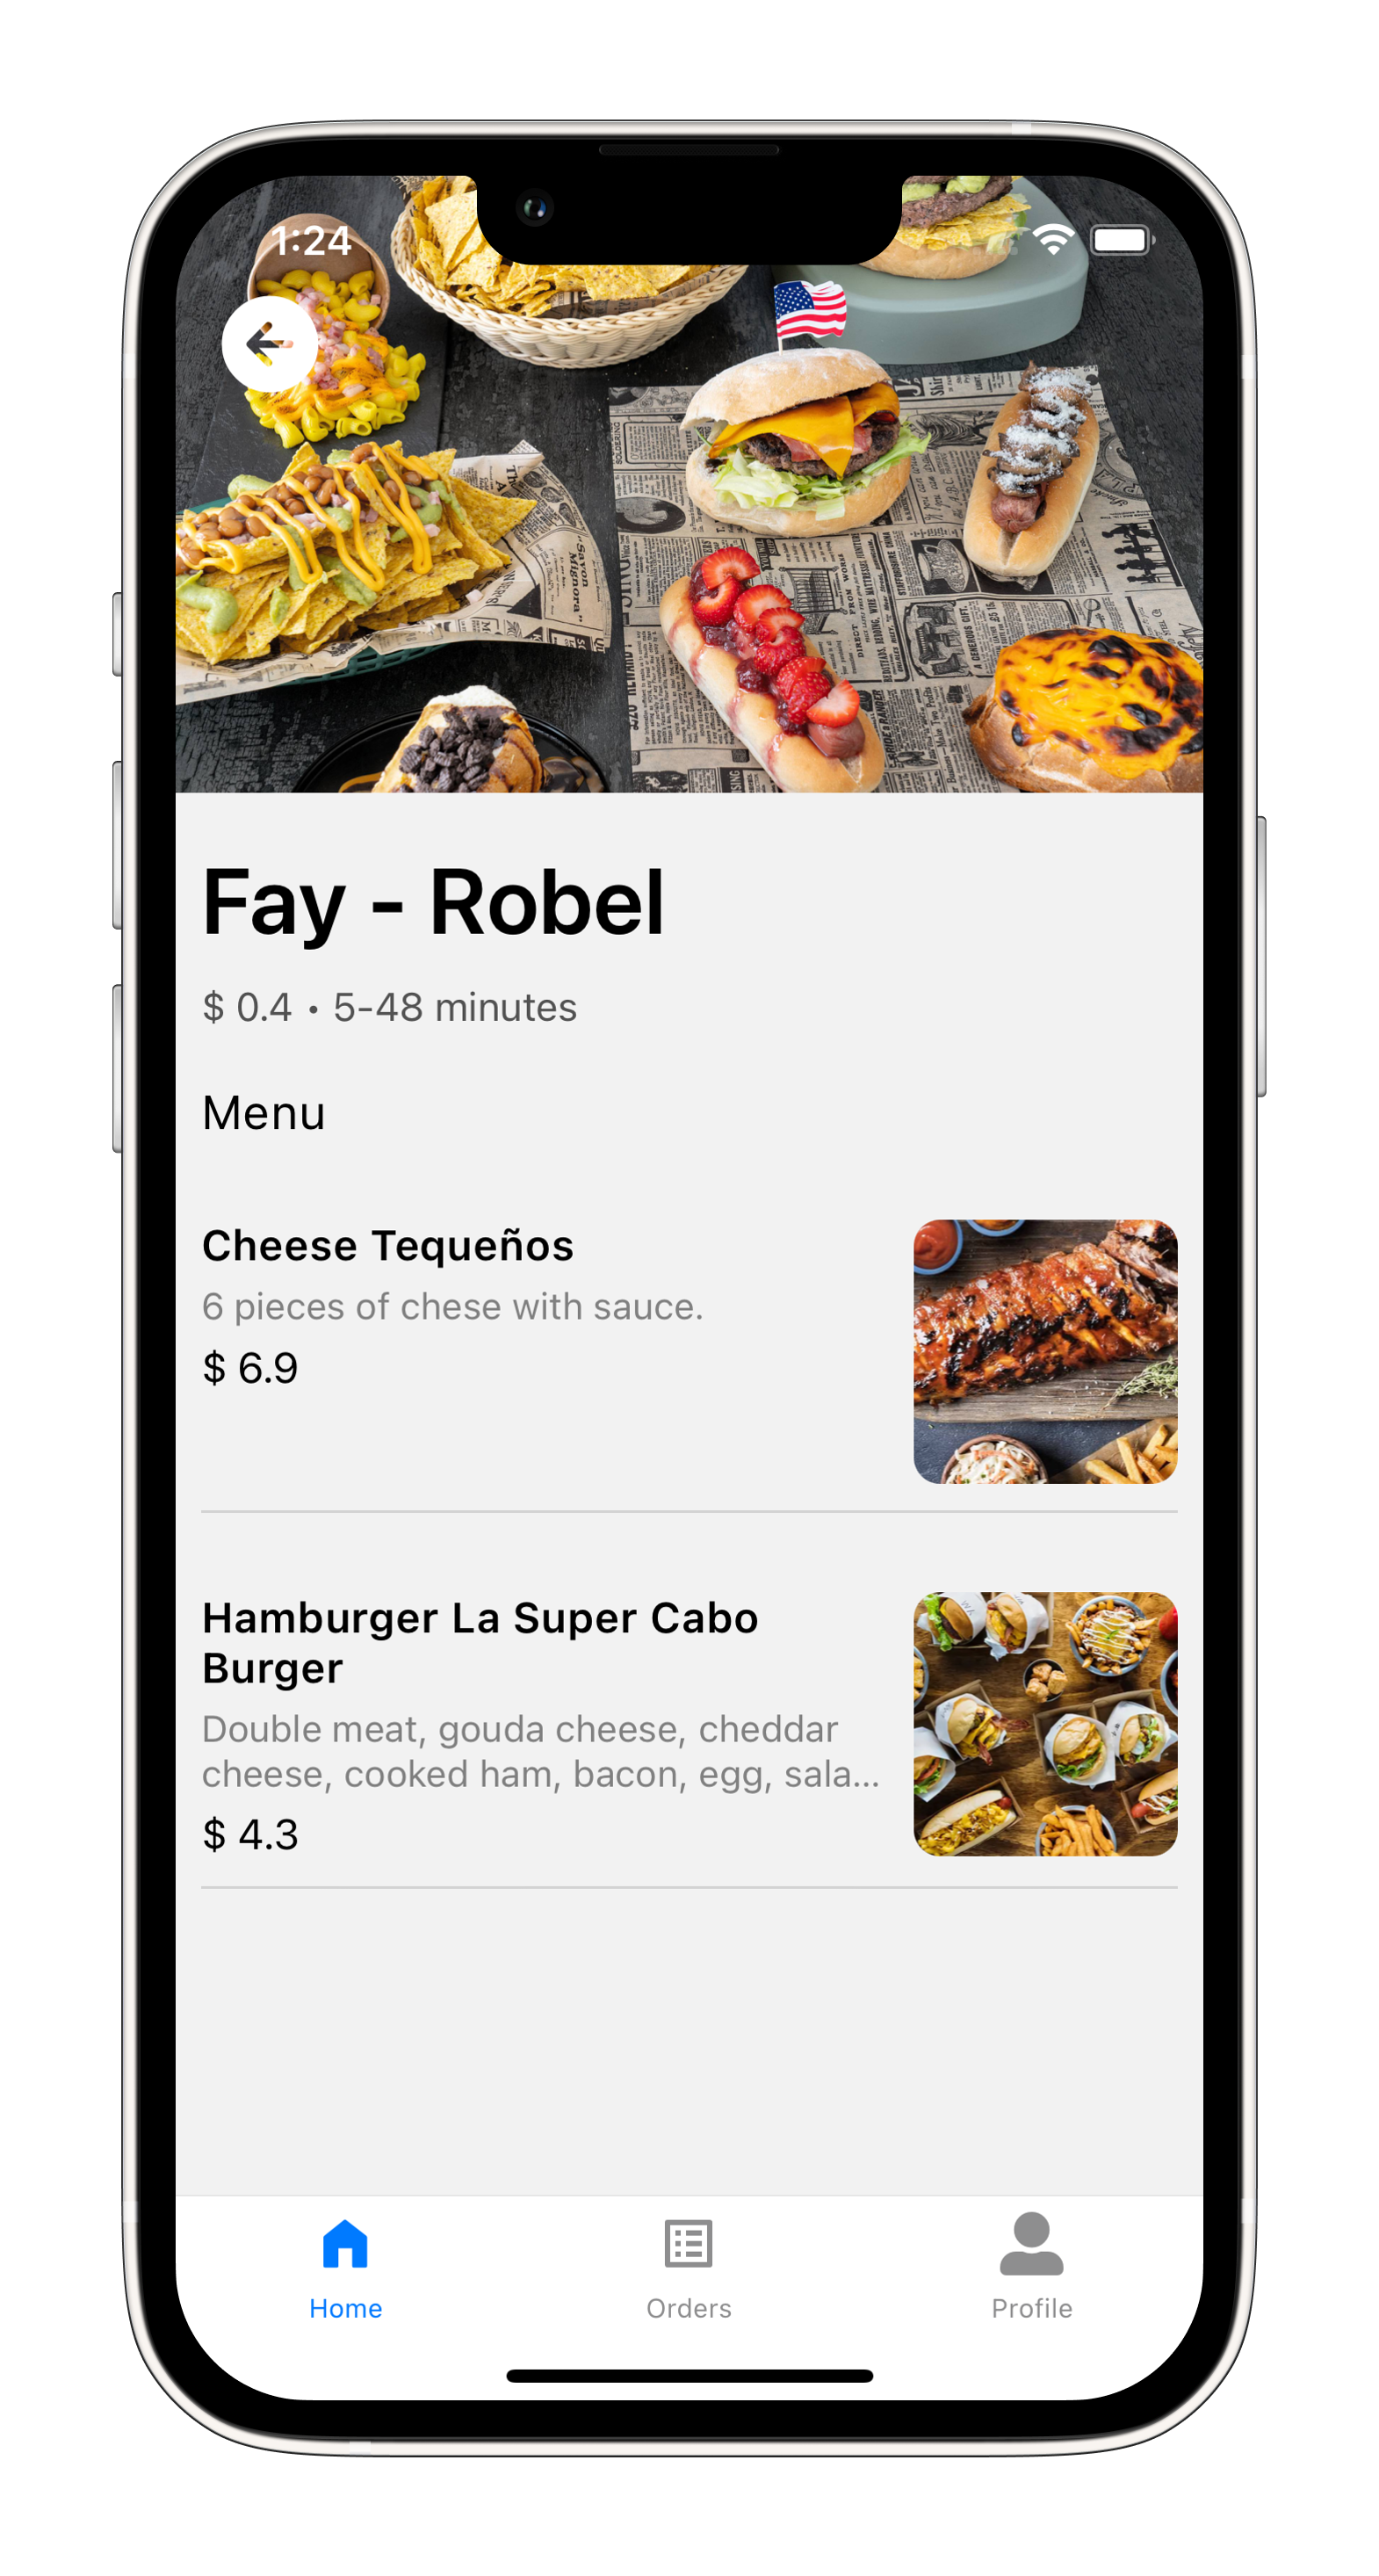 1:24
Fay - Robel
$ 0.4 • 5-48 minutes
Menu
Cheese Tequeños
6 pieces of chese with sauce.
$ 6.9
Hamburger La Super Cabo
Burger
Double meat, gouda cheese, cheddar
cheese, cooked ham, bacon, egg, sala...
$ 4.3
Home
Orders
Profile